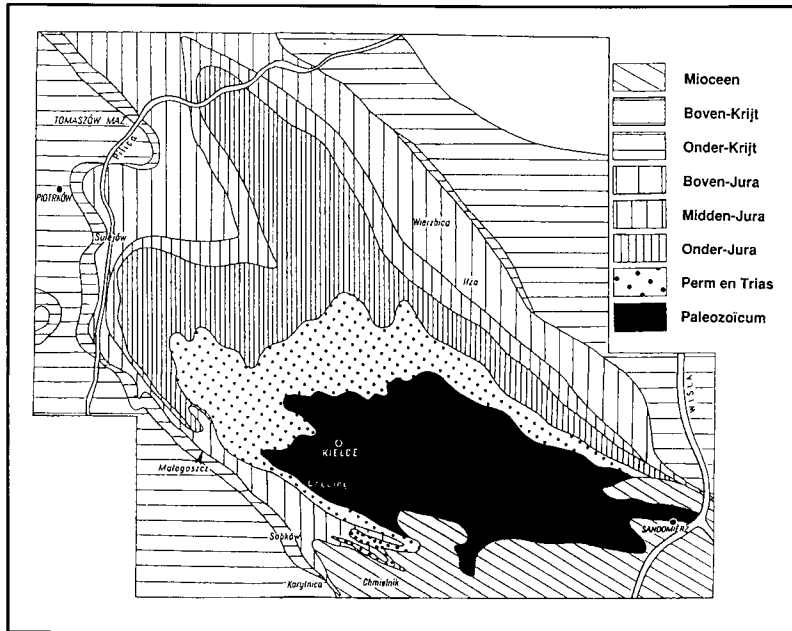 TOMASZÓW MAZ.
Pilica
PIOTRKÓW
Sulejów
Wierzbica
Iłża
WISŁA
KIELCE
Małogoszcz
SANDOMIERZ
Sobków
Korytnica
Chmielnik
Mioceen
Boven-Krijt
Onder-Krijt
Boven-Jura
Midden-Jura
Onder-Jura
Perm en Trias
Paleozoïcum